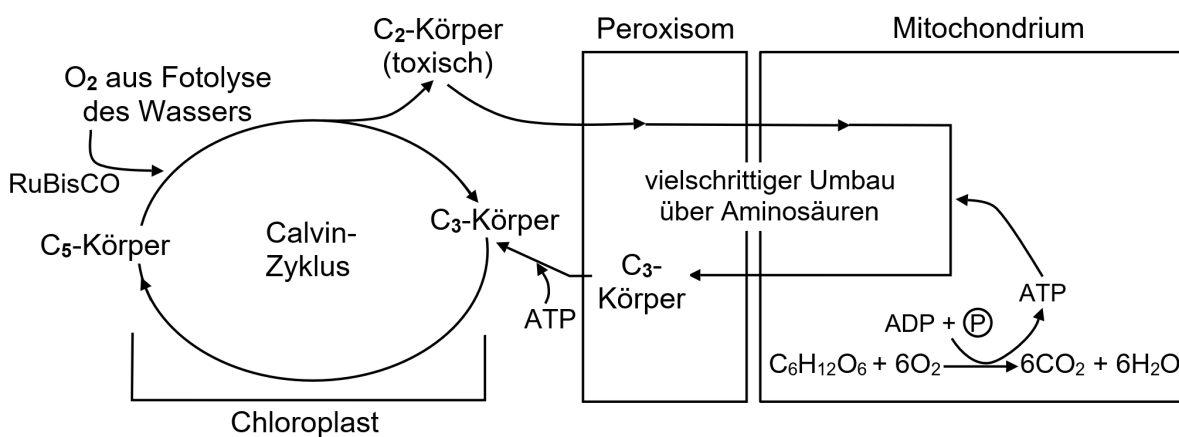 C₂-Körper
(toxisch)
Peroxisom
Mitochondrium
O₂ aus Fotolyse
des Wassers
RuBisCO
C₅-Körper
Calvin-
Zyklus
C₃-Körper
ATP
C₃-
Körper
vielschrittiger Umbau
über Aminosäuren
ATP
ADP + Ⓟ
C₆H₁₂O₆ + 6O₂ 6CO₂ + 6H₂O
Chloroplast